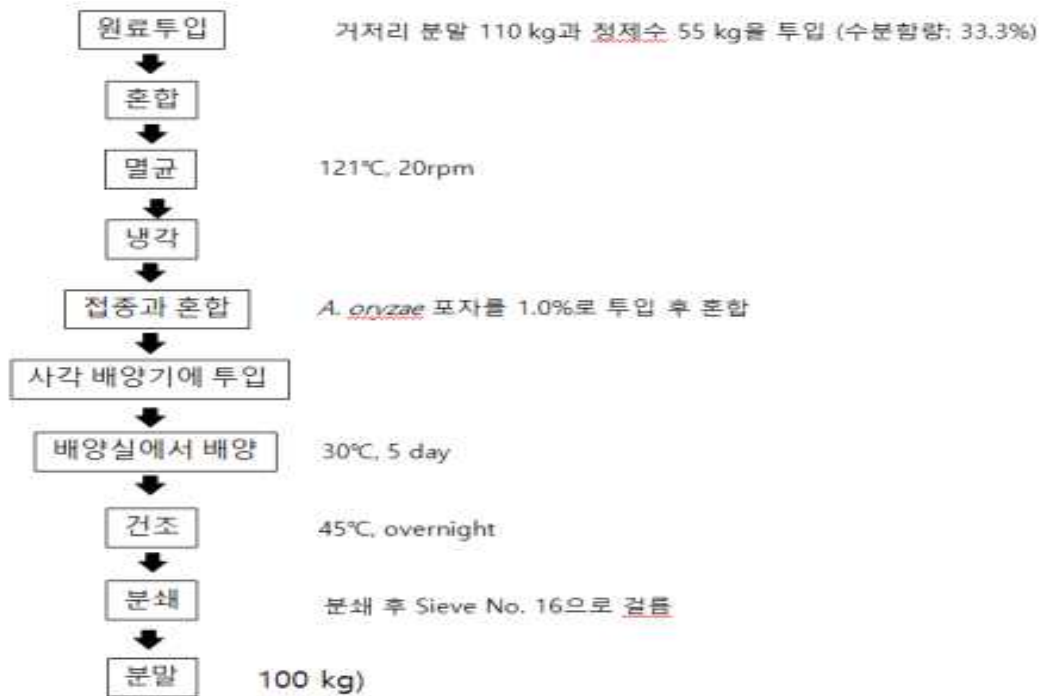 원료투입 거저리 분말 110 kg과 정제수 55 kg을 투입 (수분함량: 33.3%)
혼합
멸균 121℃, 20rpm
냉각
접종과 혼합 A. oryzae 포자를 1.0%로 투입 후 혼합
사각 배양기에 투입
배양실에서 배양 30℃, 5 day
건조 45℃, overnight
분쇄 분쇄 후 Sieve No. 16으로 걸름
분말 100 kg)